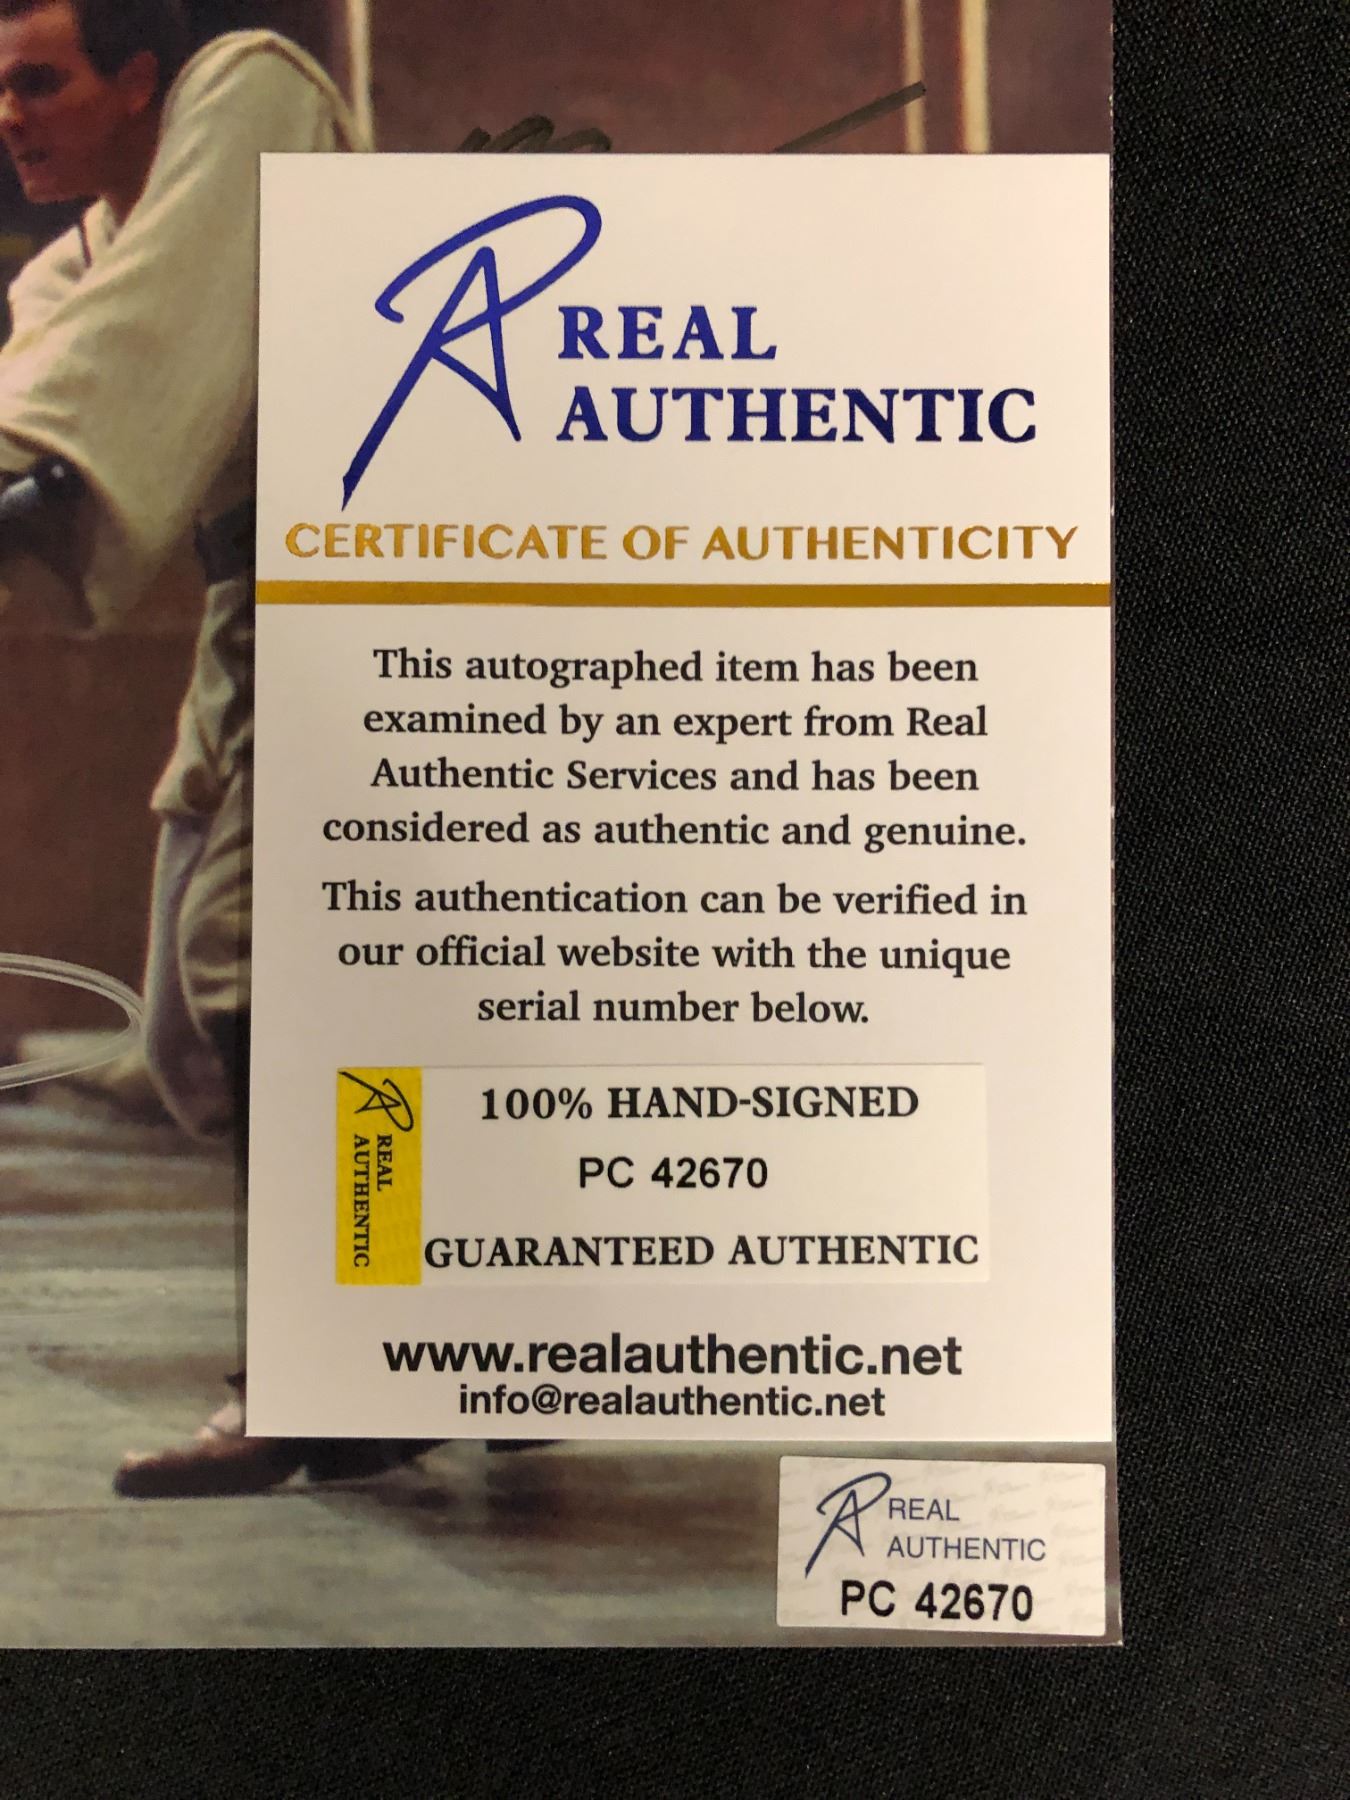 REAL
AUTHENTIC
CERTIFICATE OF AUTHENTICITY
This autographed item has been
examined by an expert from Real
Authentic Services and has been
considered as authentic and genuine.
This authentication can be verified in
our official website with the unique
serial number below.
REAL
AUTHENTIC
100% HAND-SIGNED
PC 42670
GUARANTEED AUTHENTIC
www.realauthentic.net
info@realauthentic.net
REAL
AUTHENTIC
PC 42670